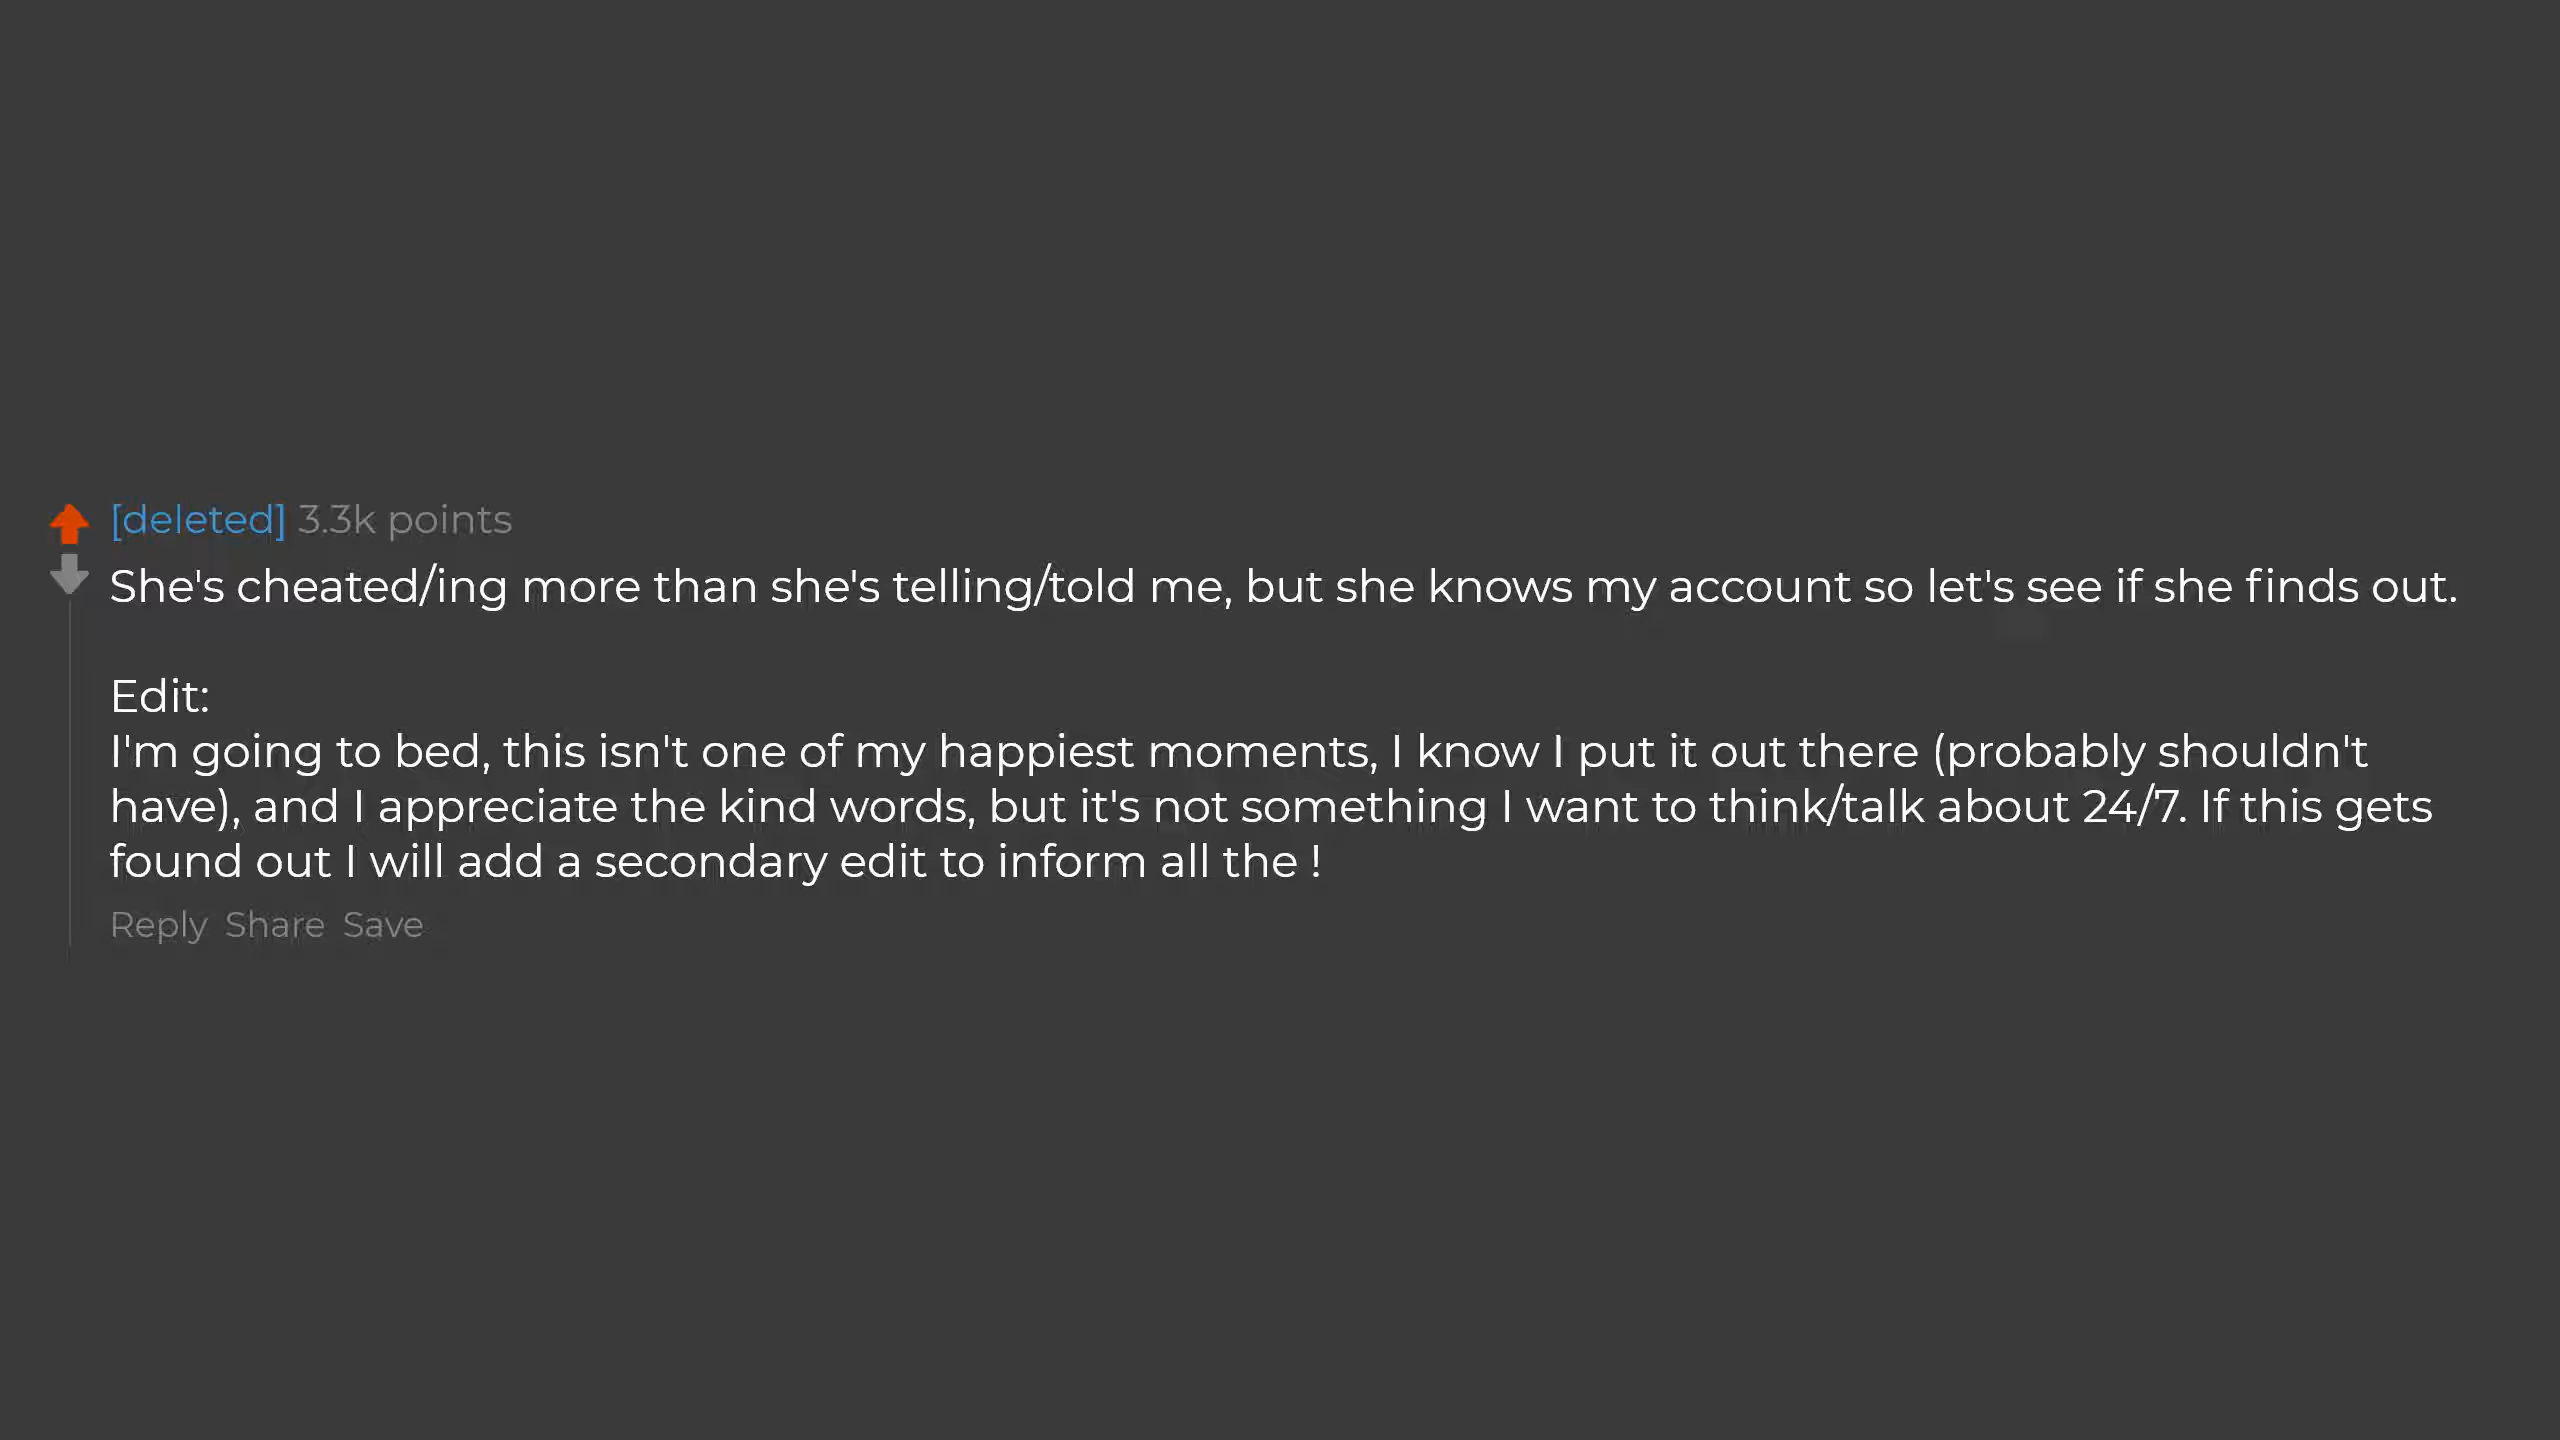 [deleted] 3.3k points
She's cheated/ing more than she's telling/told me, but she knows my account so let's see if she finds out.
Edit:
I'm going to bed, this isn't one of my happiest moments, I know I put it out there (probably shouldn't
have), and I appreciate the kind words, but it's not something I want to think/talk about 24/7. If this gets
found out I will add a secondary edit to inform all the !
Reply Share Save